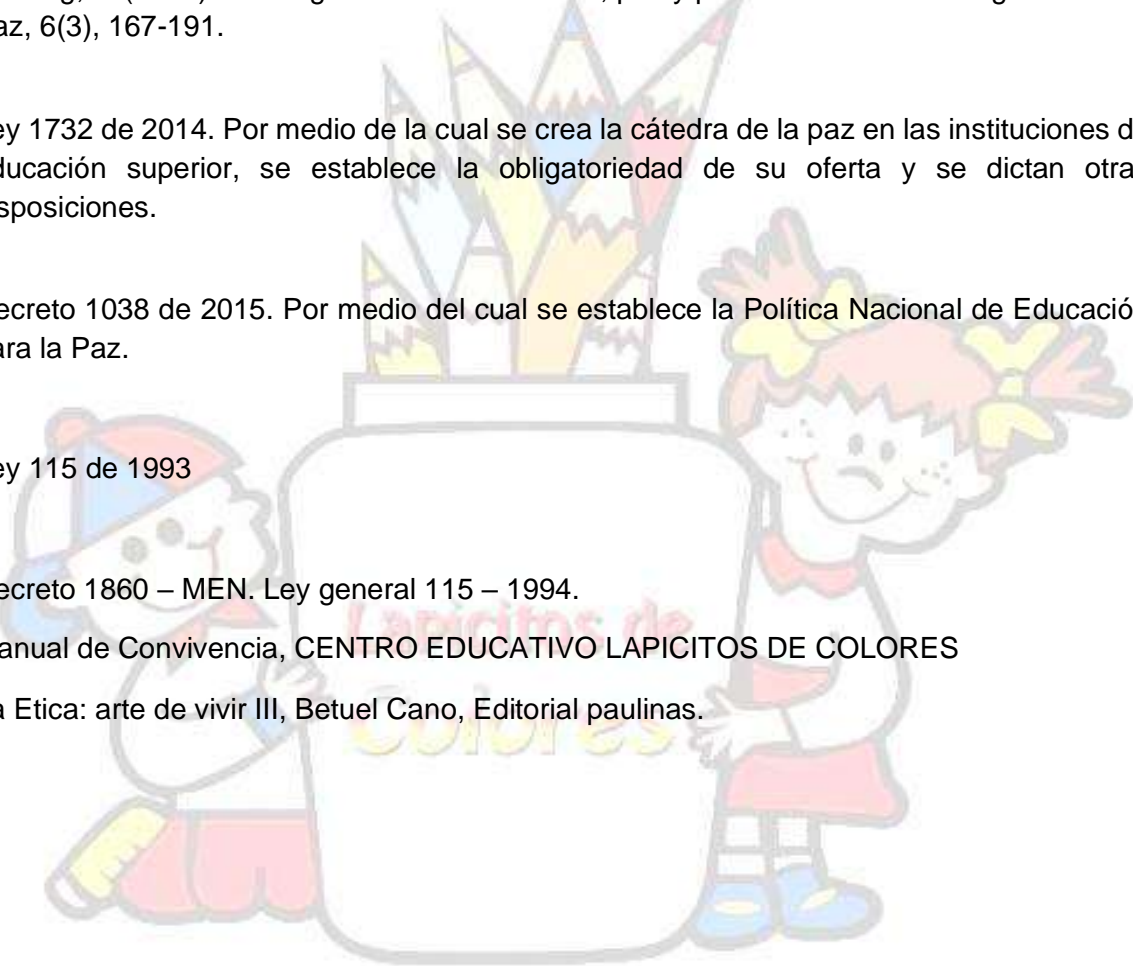 az, 6(3), 167-191.
ey 1732 de 2014. Por medio de la cual se crea la cátedra de la paz en las instituciones d
ducación superior, se establece la obligatoriedad de su oferta y se dictan otra
sposiciones.
ecreto 1038 de 2015. Por medio del cual se establece la Política Nacional de Educació
ara la Paz.
ey 115 de 1993
ecreto 1860 – MEN. Ley general 115 – 1994.
anual de Convivencia, CENTRO EDUCATIVO LAPICITOS DE COLORES
a Etica: arte de vivir III, Betuel Cano, Editorial paulinas.
Lapicitos de
Colores